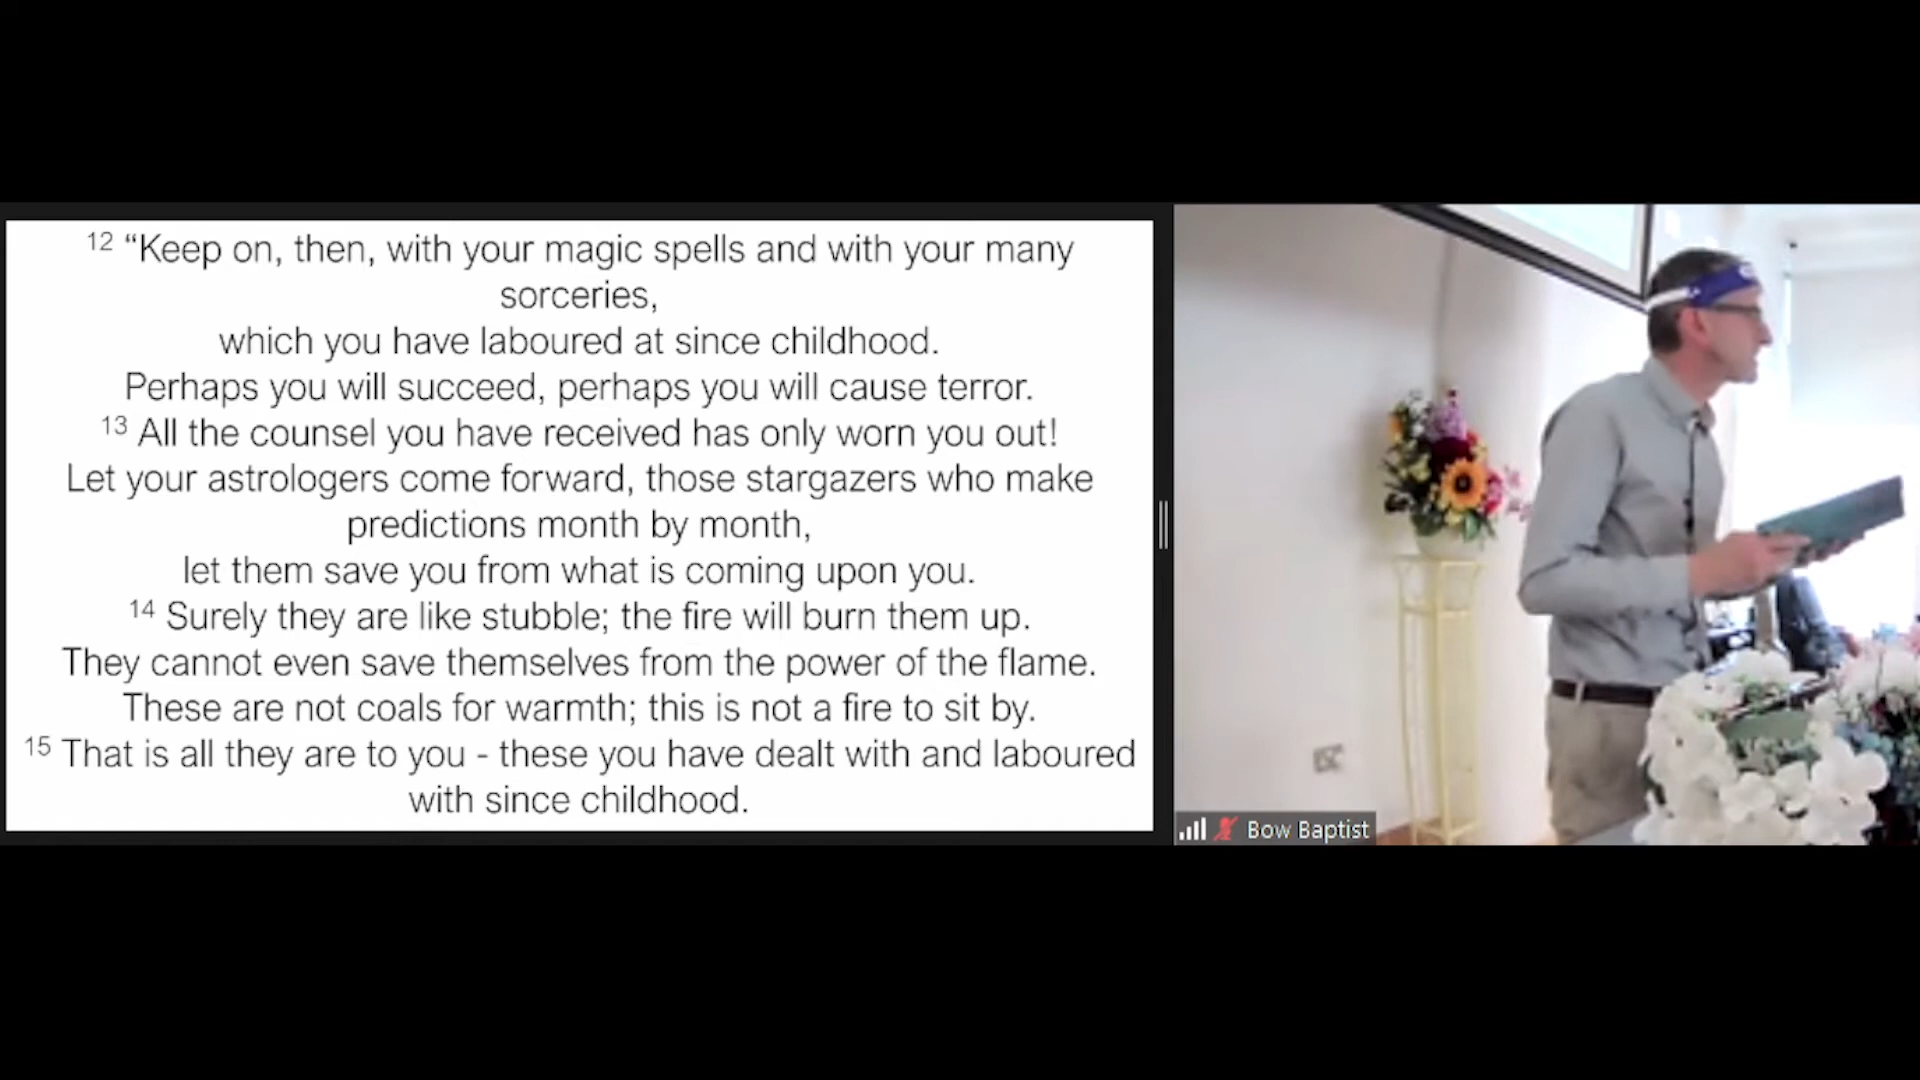 12 “Keep on, then, with your magic spells and with your many
sorceries,
which you have laboured at since childhood.
Perhaps you will succeed, perhaps you will cause terror.
13 All the counsel you have received has only worn you out!
Let your astrologers come forward, those stargazers who make
predictions month by month,
let them save you from what is coming upon you.
14 Surely they are like stubble; the fire will burn them up.
They cannot even save themselves from the power of the flame.
These are not coals for warmth; this is not a fire to sit by.
15 That is all they are to you - these you have dealt with and laboured
with since childhood.
Bow Baptist